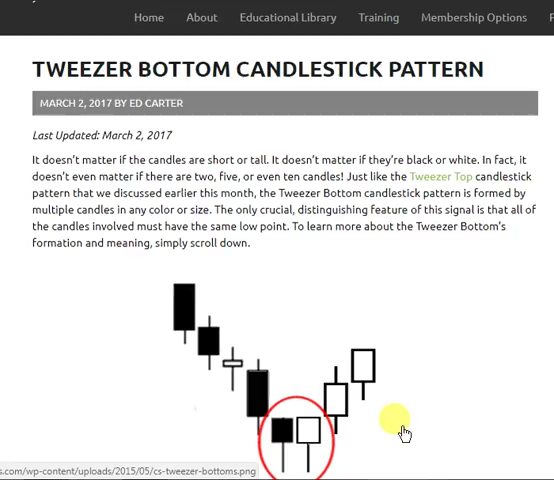 Home About Educational Library Training Membership Options
TWEEZER BOTTOM CANDLESTICK PATTERN
MARCH 2, 2017 BY ED CARTER
Last Updated: March 2, 2017
It doesn't matter if the candles are short or tall. It doesn't matter if they're black or white. In fact, it
doesn't even matter if there are two, five, or even ten candles! Just like the Tweezer Top candlestick
pattern that we discussed earlier this month, the Tweezer Bottom candlestick pattern is formed by
multiple candles in any color or size. The only crucial, distinguishing feature of this signal is that all of
the candles involved must have the same low point. To learn more about the Tweezer Bottom's
formation and meaning, simply scroll down.
s.com/wp-content/uploads/2015/05/cs-tweezer-bottoms.png